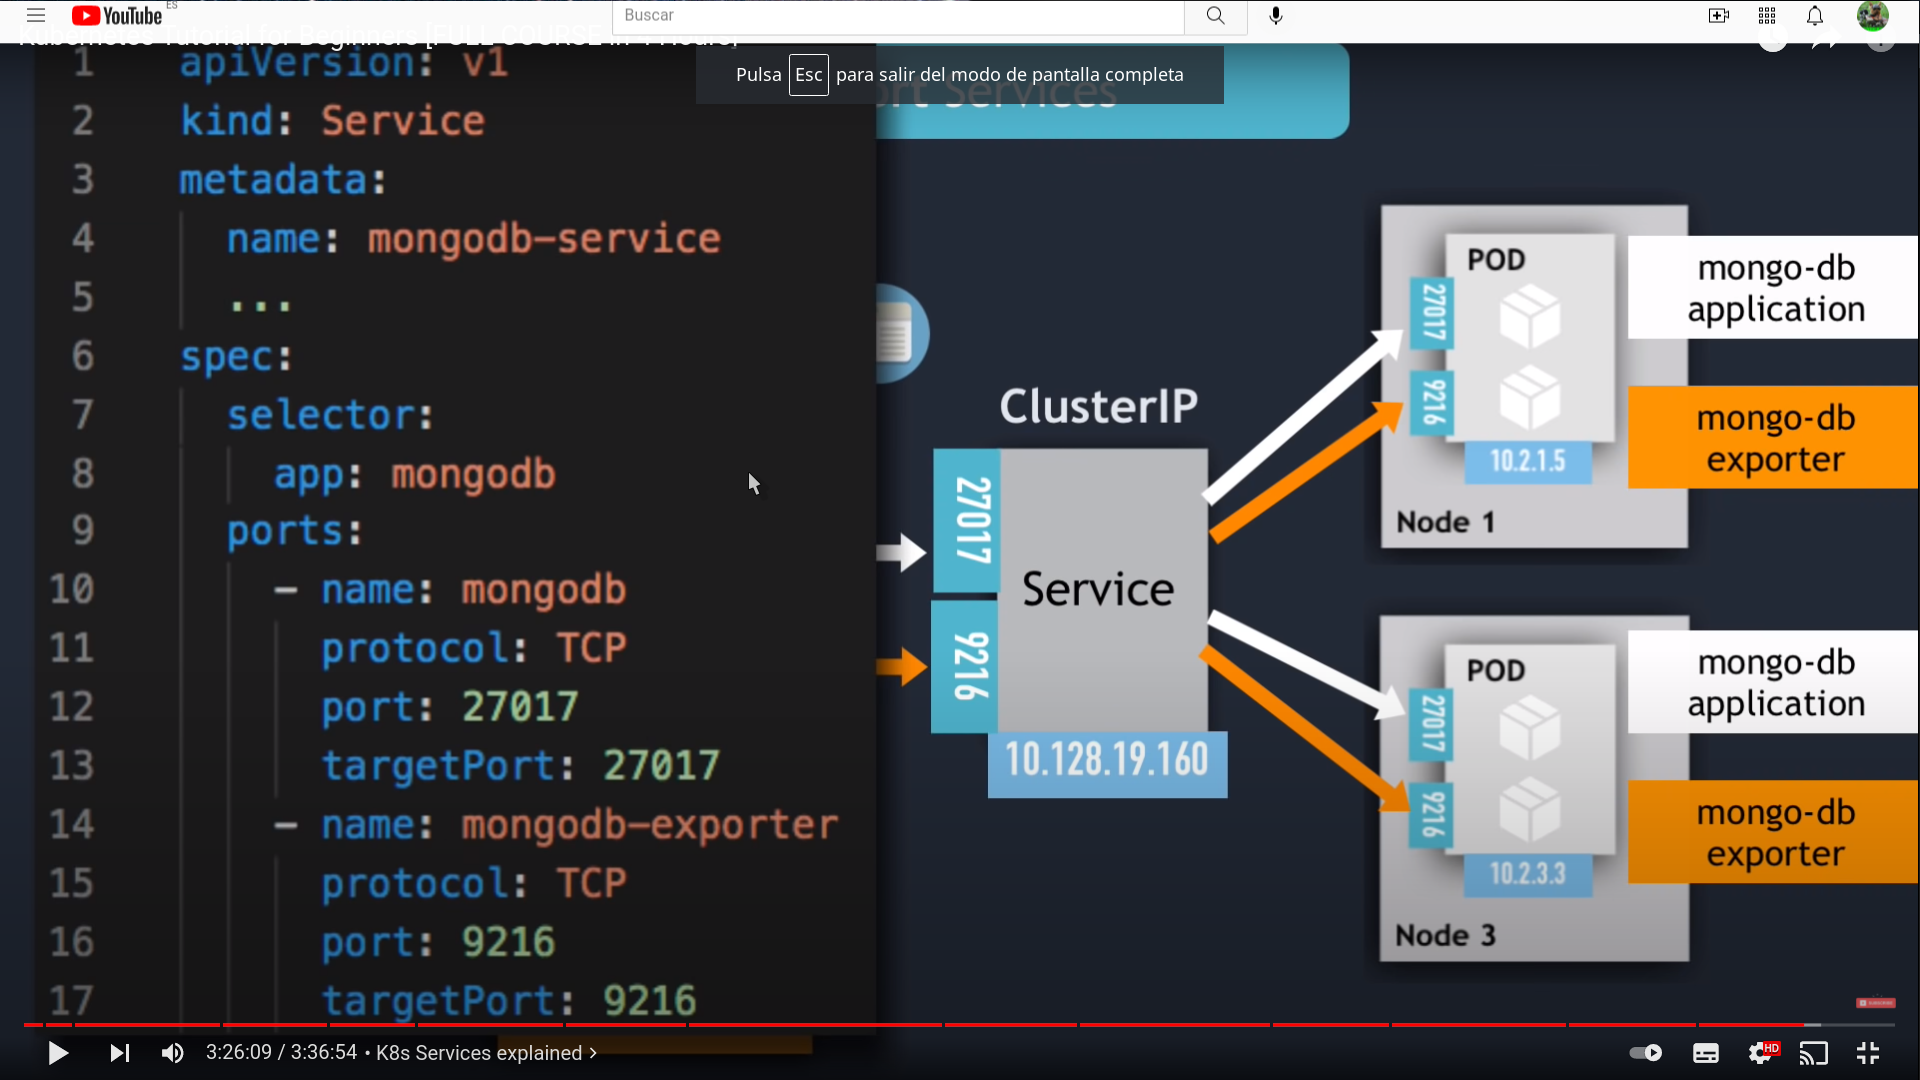 YouTube
ES
Buscar
Kubernetes Tutorial for Beginners [FULL COURSE in 4 Hours]
Pulsa Esc para salir del modo de pantalla completa
ort Services
1 apiVersion: v1
2 kind: Service
3 metadata:
4 name: mongodb-service
5 ...
6 spec:
7 selector:
8 app: mongodb
9 ports:
10 - name: mongodb
11 protocol: TCP
12 port: 27017
13 targetPort: 27017
14 - name: mongodb-exporter
15 protocol: TCP
16 port: 9216
17 targetPort: 9216
ClusterIP
27017
9216
Service
10.128.19.160
POD
27017
9216
10.2.1.5
Node 1
mongo-db
application
mongo-db
exporter
POD
27017
9216
10.2.3.3
Node 3
mongo-db
application
mongo-db
exporter
SUBSCRIBE
3:26:09 / 3:36:54 • K8s Services explained
HD